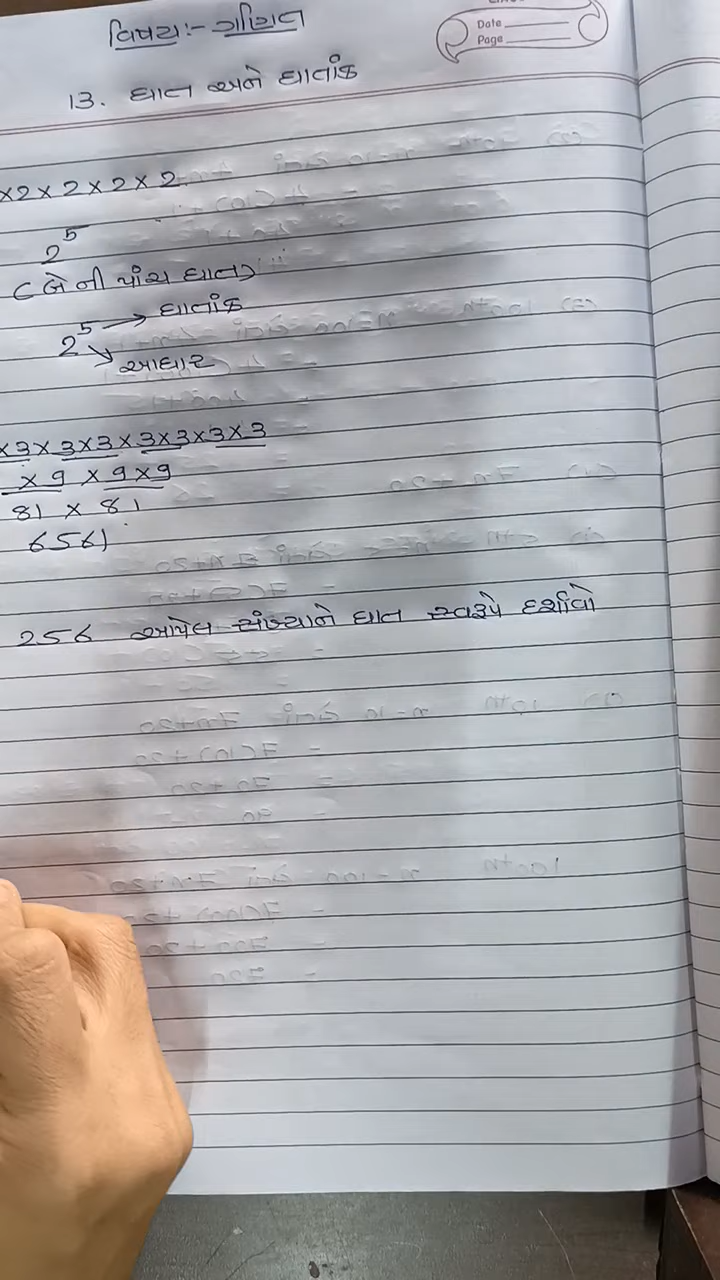 વિષય:- ગણિત
Date
Page
13. ઘાત અને ઘાતાંક
×2×2×2×2
2⁵
(બે ની પાંચ ઘાત)
2⁵ → ઘાતાંક
↘ આધાર
×3×3×3×3×3×3×3
×9×9×9
81 × 81
6561
256 આપેલ સંખ્યાને ઘાત સ્વરૂપે દર્શાવો